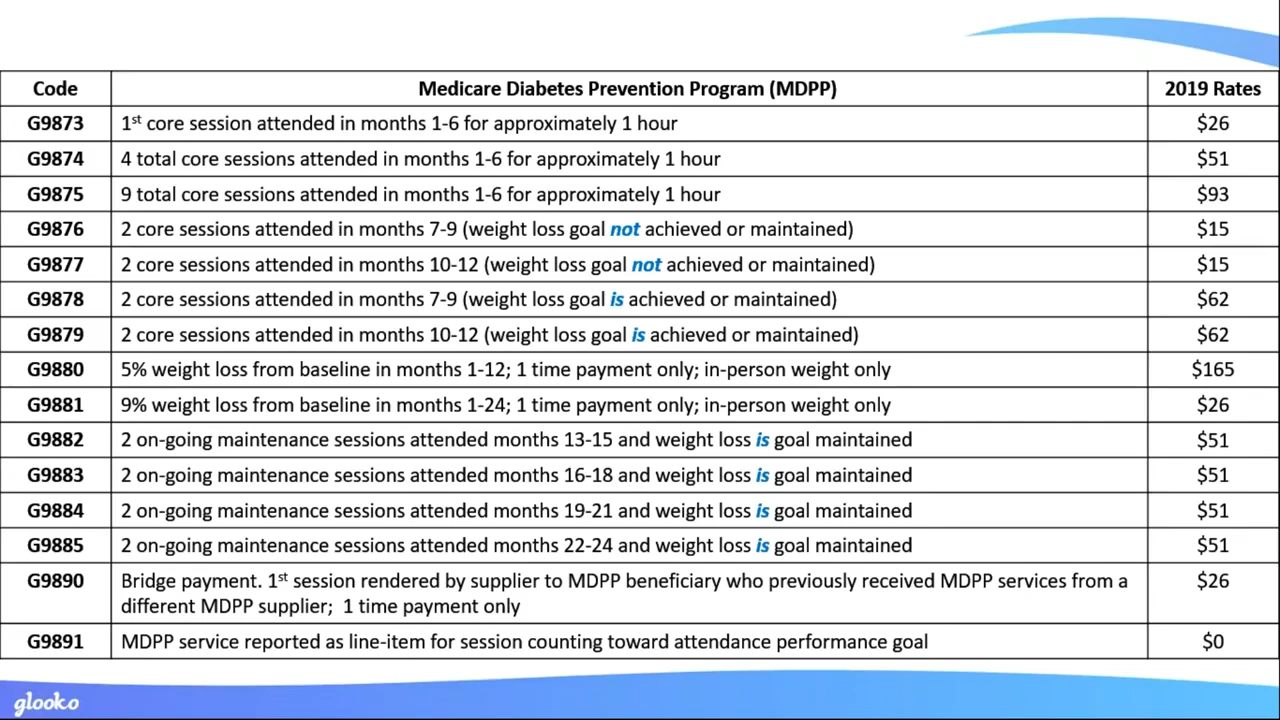 Code Medicare Diabetes Prevention Program (MDPP) 2019 Rates
G9873 1st core session attended in months 1-6 for approximately 1 hour $26
G9874 4 total core sessions attended in months 1-6 for approximately 1 hour $51
G9875 9 total core sessions attended in months 1-6 for approximately 1 hour $93
G9876 2 core sessions attended in months 7-9 (weight loss goal not achieved or maintained) $15
G9877 2 core sessions attended in months 10-12 (weight loss goal not achieved or maintained) $15
G9878 2 core sessions attended in months 7-9 (weight loss goal is achieved or maintained) $62
G9879 2 core sessions attended in months 10-12 (weight loss goal is achieved or maintained) $62
G9880 5% weight loss from baseline in months 1-12; 1 time payment only; in-person weight only $165
G9881 9% weight loss from baseline in months 1-24; 1 time payment only; in-person weight only $26
G9882 2 on-going maintenance sessions attended months 13-15 and weight loss is goal maintained $51
G9883 2 on-going maintenance sessions attended months 16-18 and weight loss is goal maintained $51
G9884 2 on-going maintenance sessions attended months 19-21 and weight loss is goal maintained $51
G9885 2 on-going maintenance sessions attended months 22-24 and weight loss is goal maintained $51
G9890 Bridge payment. 1st session rendered by supplier to MDPP beneficiary who previously received MDPP services from a $26
different MDPP supplier; 1 time payment only
G9891 MDPP service reported as line-item for session counting toward attendance performance goal $0
glooko